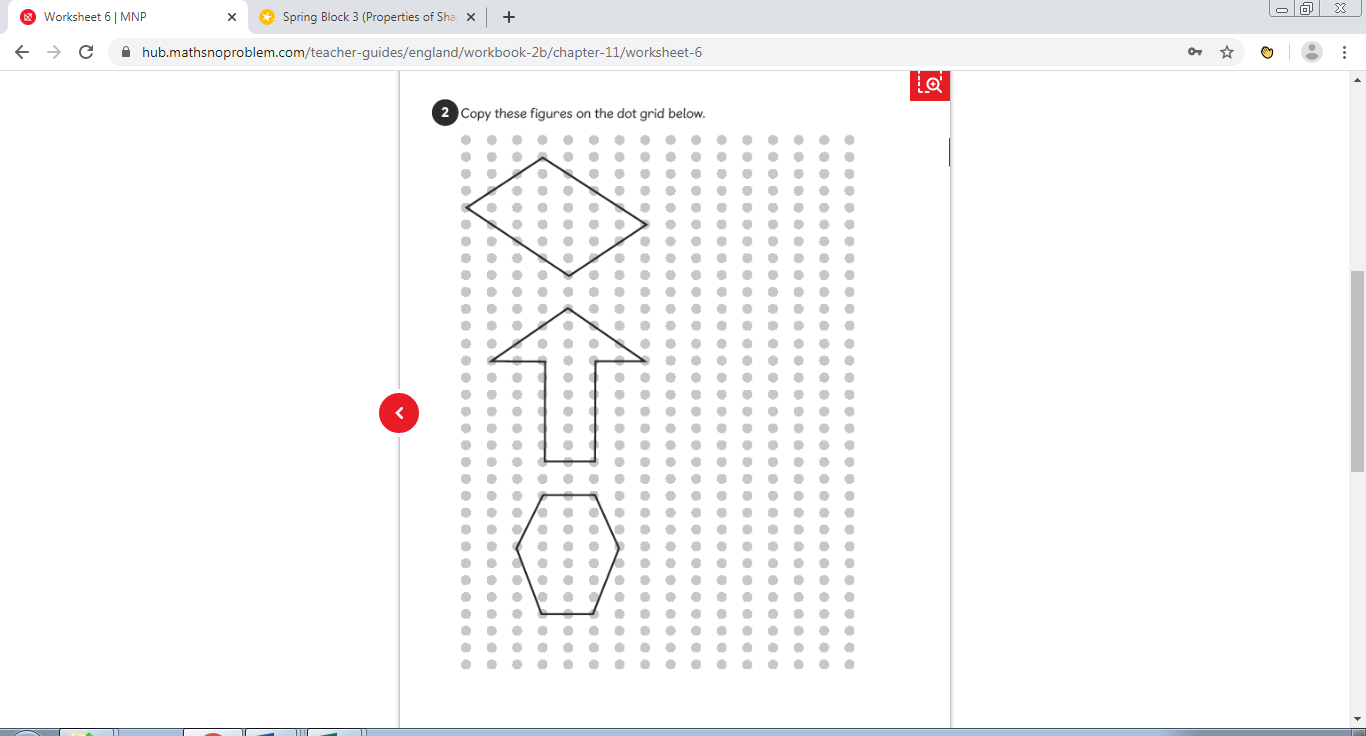 Worksheet 6 | MNP
Spring Block 3 (Properties of Sha
hub.mathsnoproblem.com/teacher-guides/england/workbook-2b/chapter-11/worksheet-6
2 Copy these figures on the dot grid below.